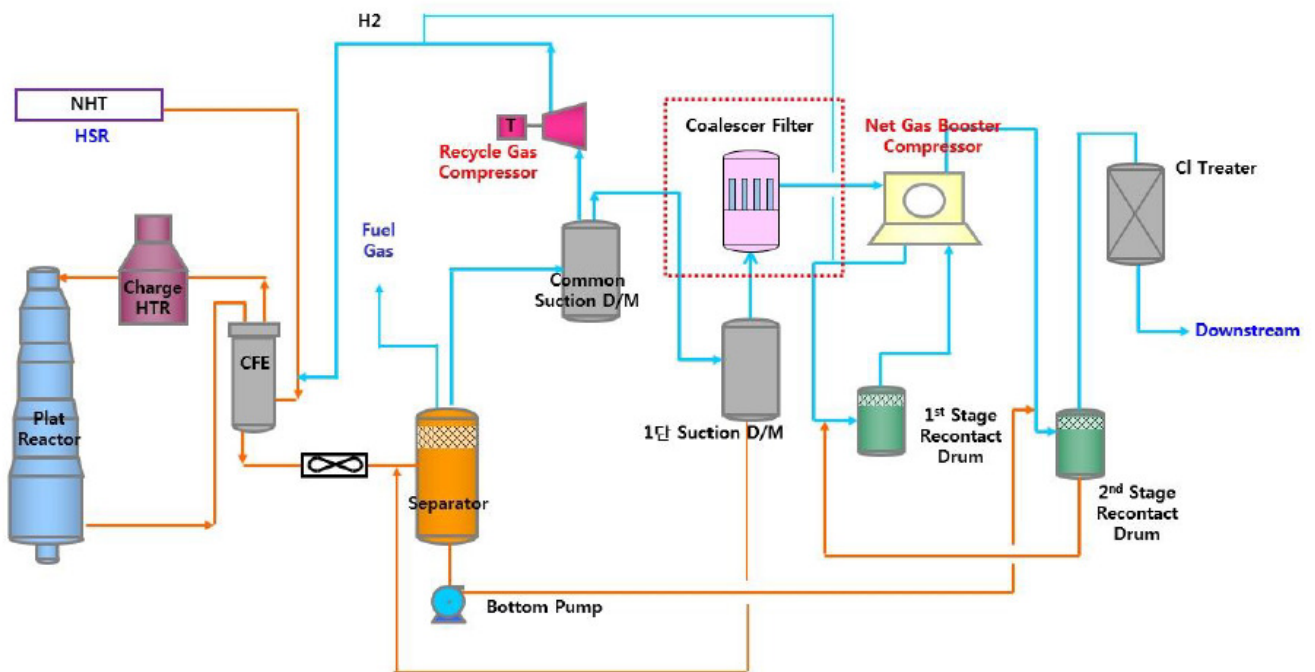 H2
NHT
HSR
T
Recycle Gas
Compressor
Coalescer Filter
Net Gas Booster
Compressor
Cl Treater
Fuel
Gas
Charge
HTR
Common
Suction D/M
Downstream
CFE
Plat
Reactor
1단 Suction D/M
1st Stage
Recontact
Drum
Separator
2nd Stage
Recontact
Drum
Bottom Pump